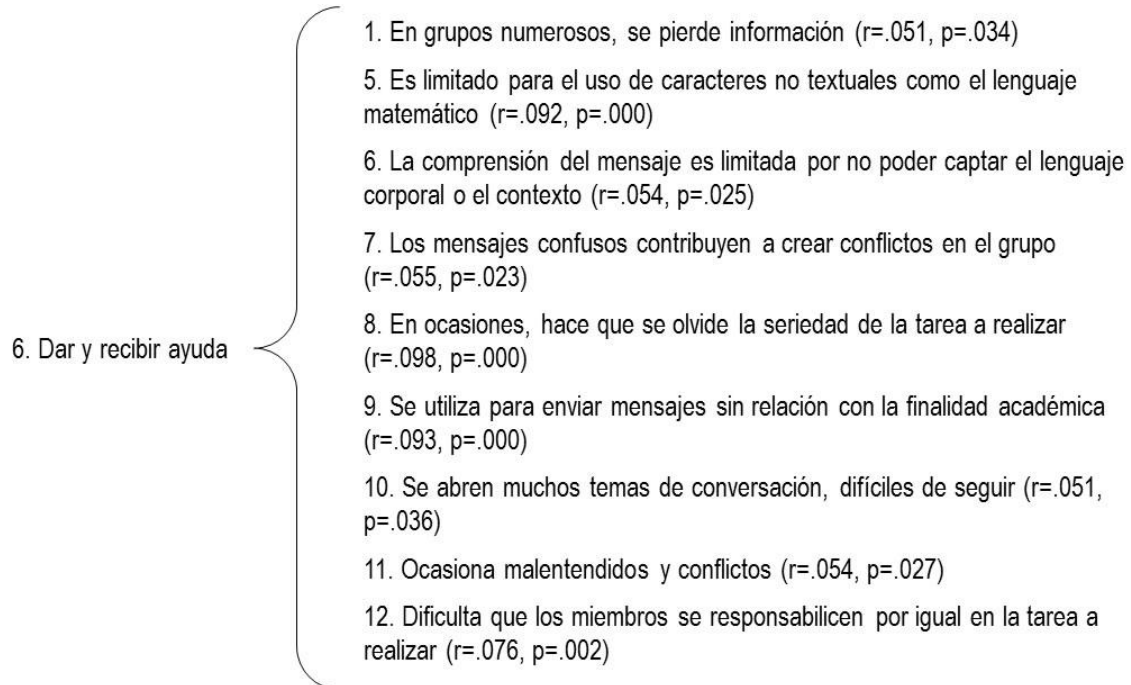 6. Dar y recibir ayuda
1. En grupos numerosos, se pierde información (r=.051, p=.034)
5. Es limitado para el uso de caracteres no textuales como el lenguaje
matemático (r=.092, p=.000)
6. La comprensión del mensaje es limitada por no poder captar el lenguaje
corporal o el contexto (r=.054, p=.025)
7. Los mensajes confusos contribuyen a crear conflictos en el grupo
(r=.055, p=.023)
8. En ocasiones, hace que se olvide la seriedad de la tarea a realizar
(r=.098, p=.000)
9. Se utiliza para enviar mensajes sin relación con la finalidad académica
(r=.093, p=.000)
10. Se abren muchos temas de conversación, difíciles de seguir (r=.051,
p=.036)
11. Ocasiona malentendidos y conflictos (r=.054, p=.027)
12. Dificulta que los miembros se responsabilicen por igual en la tarea a
realizar (r=.076, p=.002)